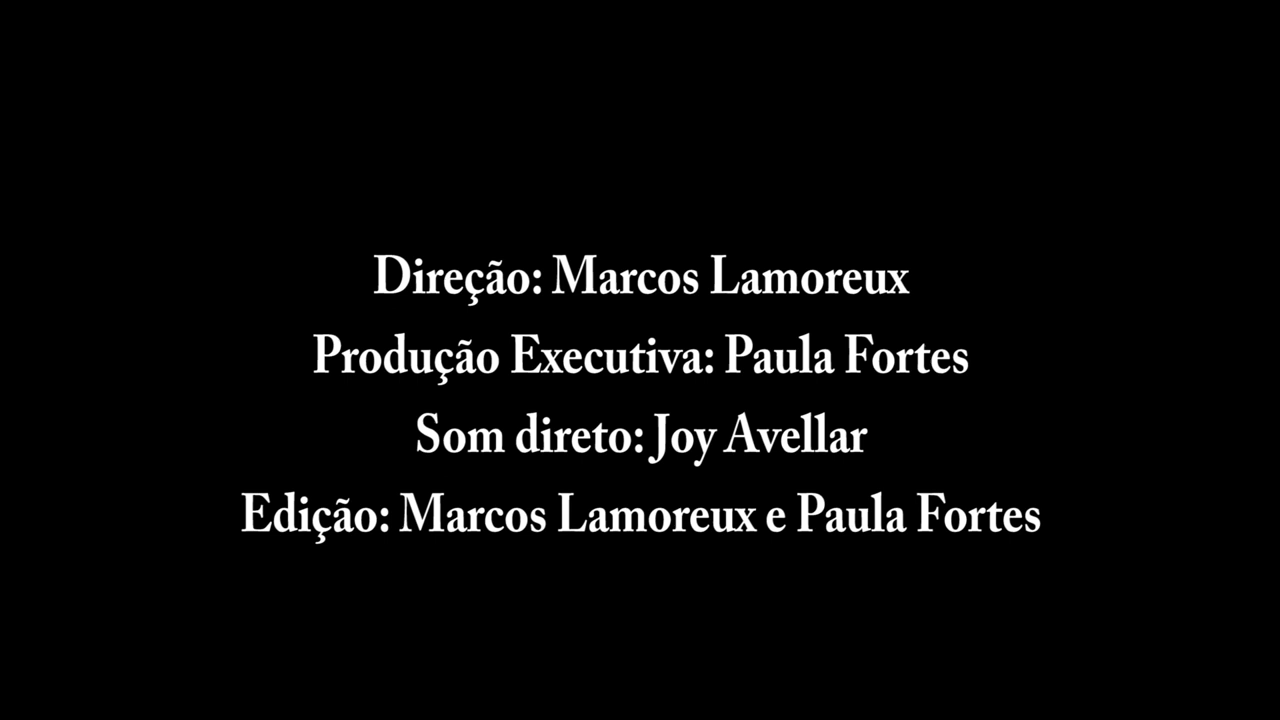 Direção: Marcos Lamoreux
Produção Executiva: Paula Fortes
Som direto: Joy Avellar
Edição: Marcos Lamoreux e Paula Fortes